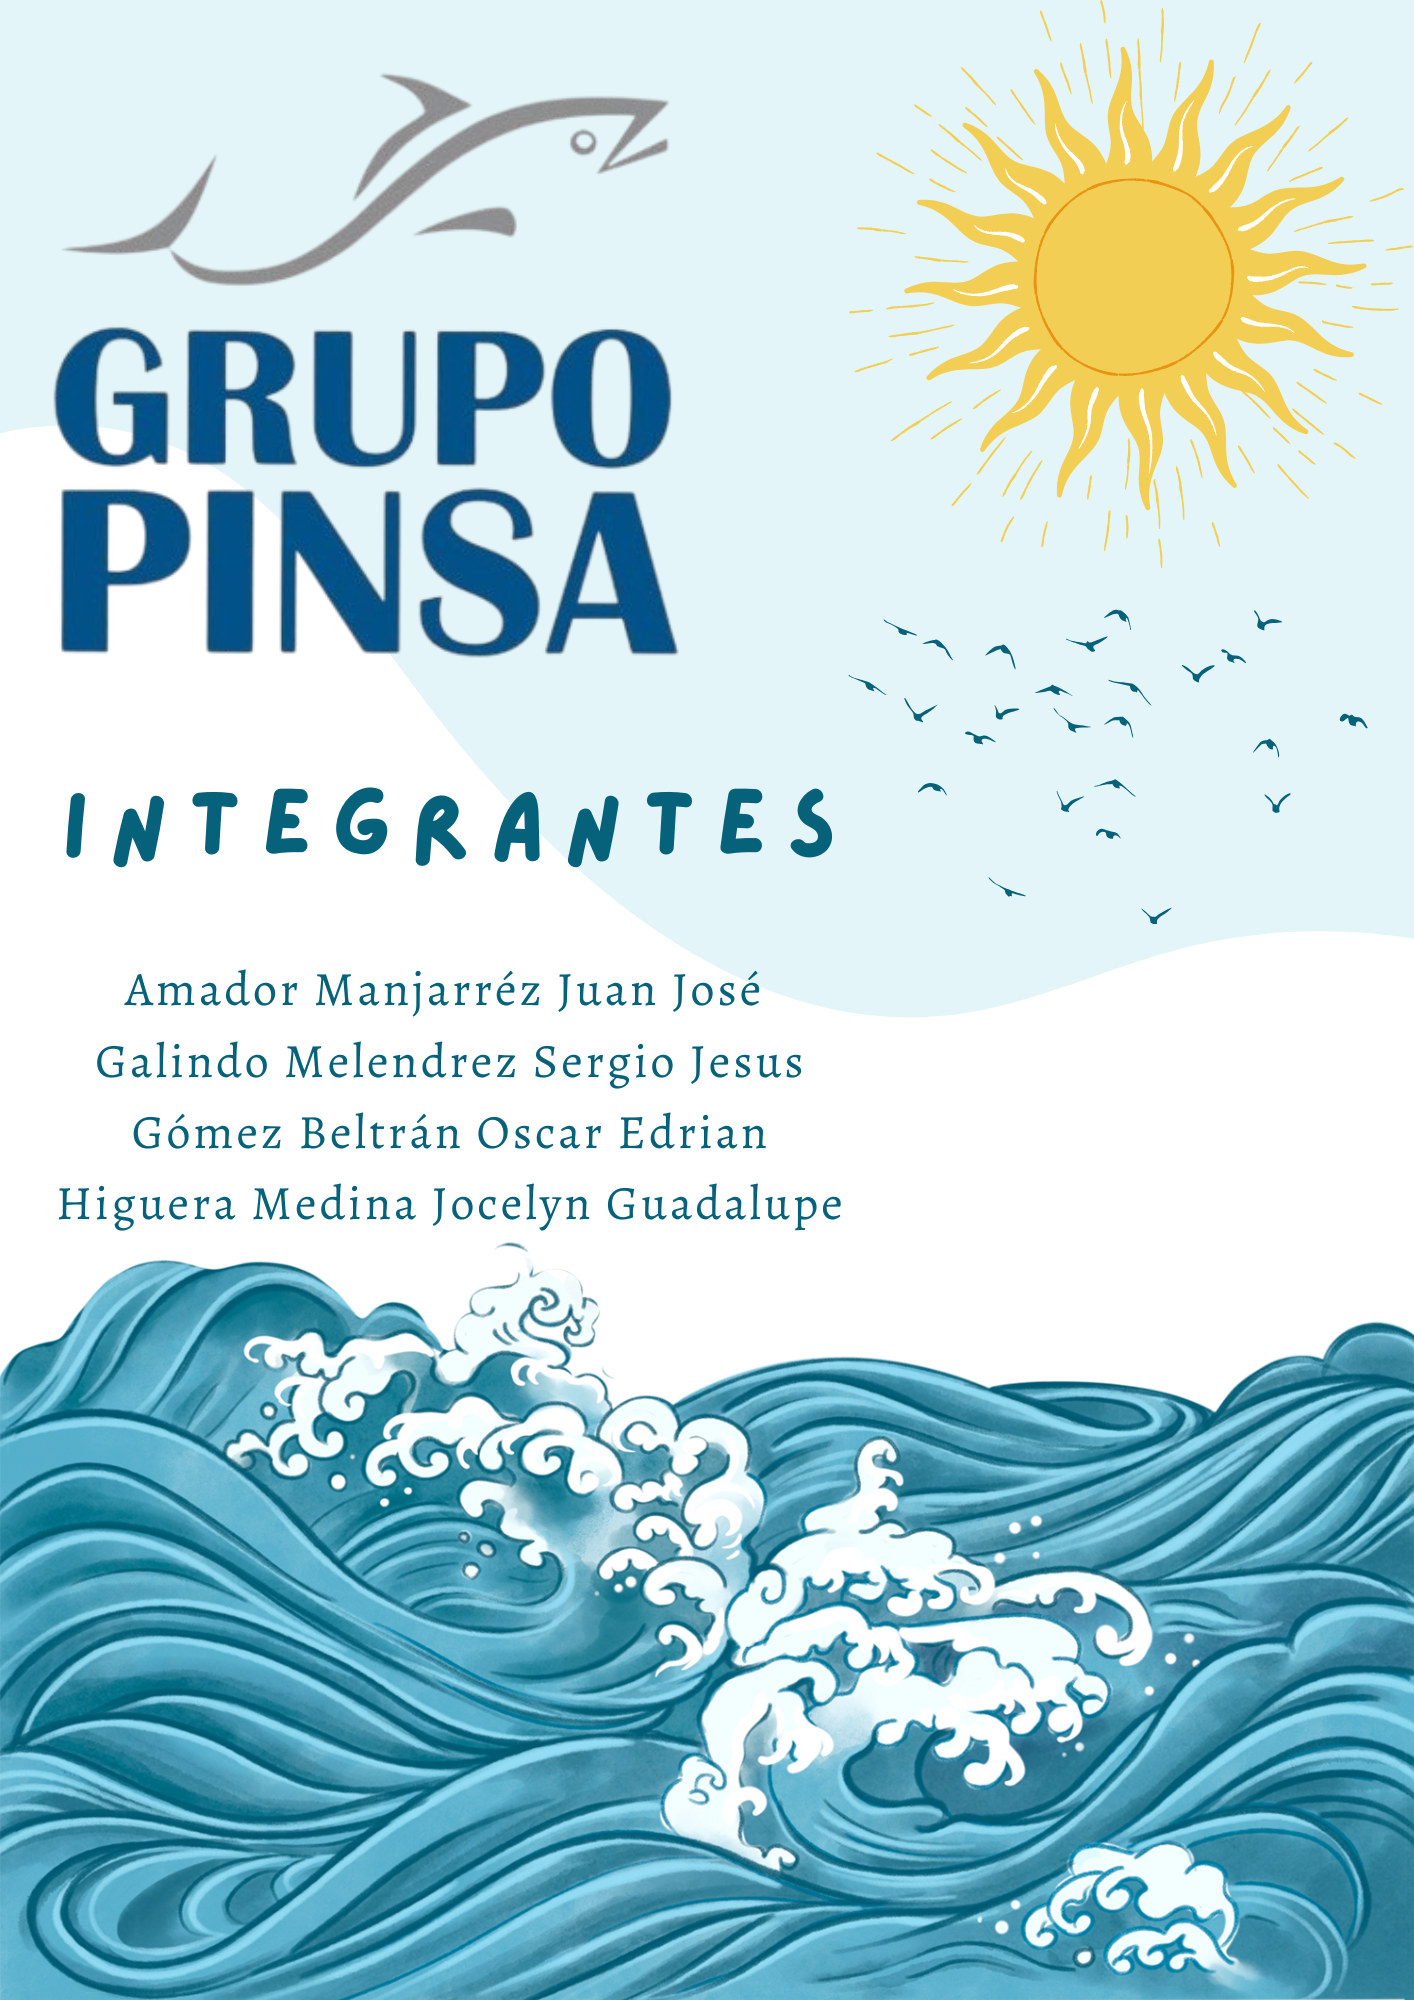 GRUPO
PINSA
INTEGRANTES
Amador Manjarréz Juan José
Galindo Melendrez Sergio Jesus
Gómez Beltrán Oscar Edrian
Higuera Medina Jocelyn Guadalupe